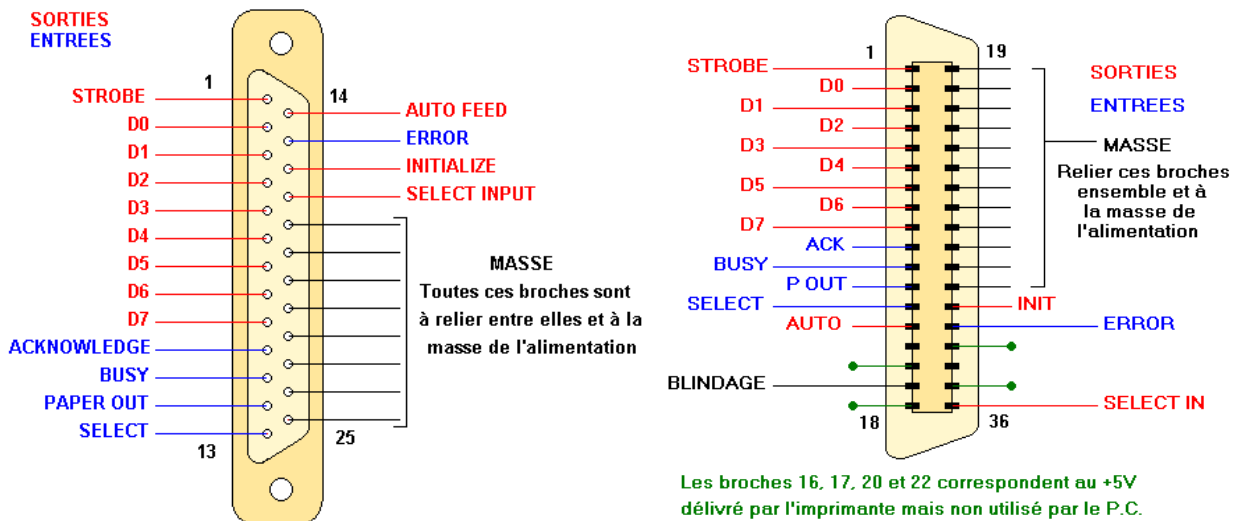 SORTIES
ENTREES
1
14
STROBE
AUTO FEED
D0
ERROR
D1
INITIALIZE
D2
SELECT INPUT
D3
D4
D5
D6
D7
MASSE
Toutes ces broches sont
à relier entre elles et à la
masse de l'alimentation
ACKNOWLEDGE
BUSY
PAPER OUT
SELECT
13
25
1
19
STROBE
SORTIES
D0
D1
ENTREES
D2
D3
MASSE
Relier ces broches
ensemble et à
la masse de
l'alimentation
D4
D5
D6
D7
ACK
BUSY
P OUT
SELECT
INIT
AUTO
ERROR
BLINDAGE
SELECT IN
18
36
Les broches 16, 17, 20 et 22 correspondent au +5V
délivré par l'imprimante mais non utilisé par le P.C.